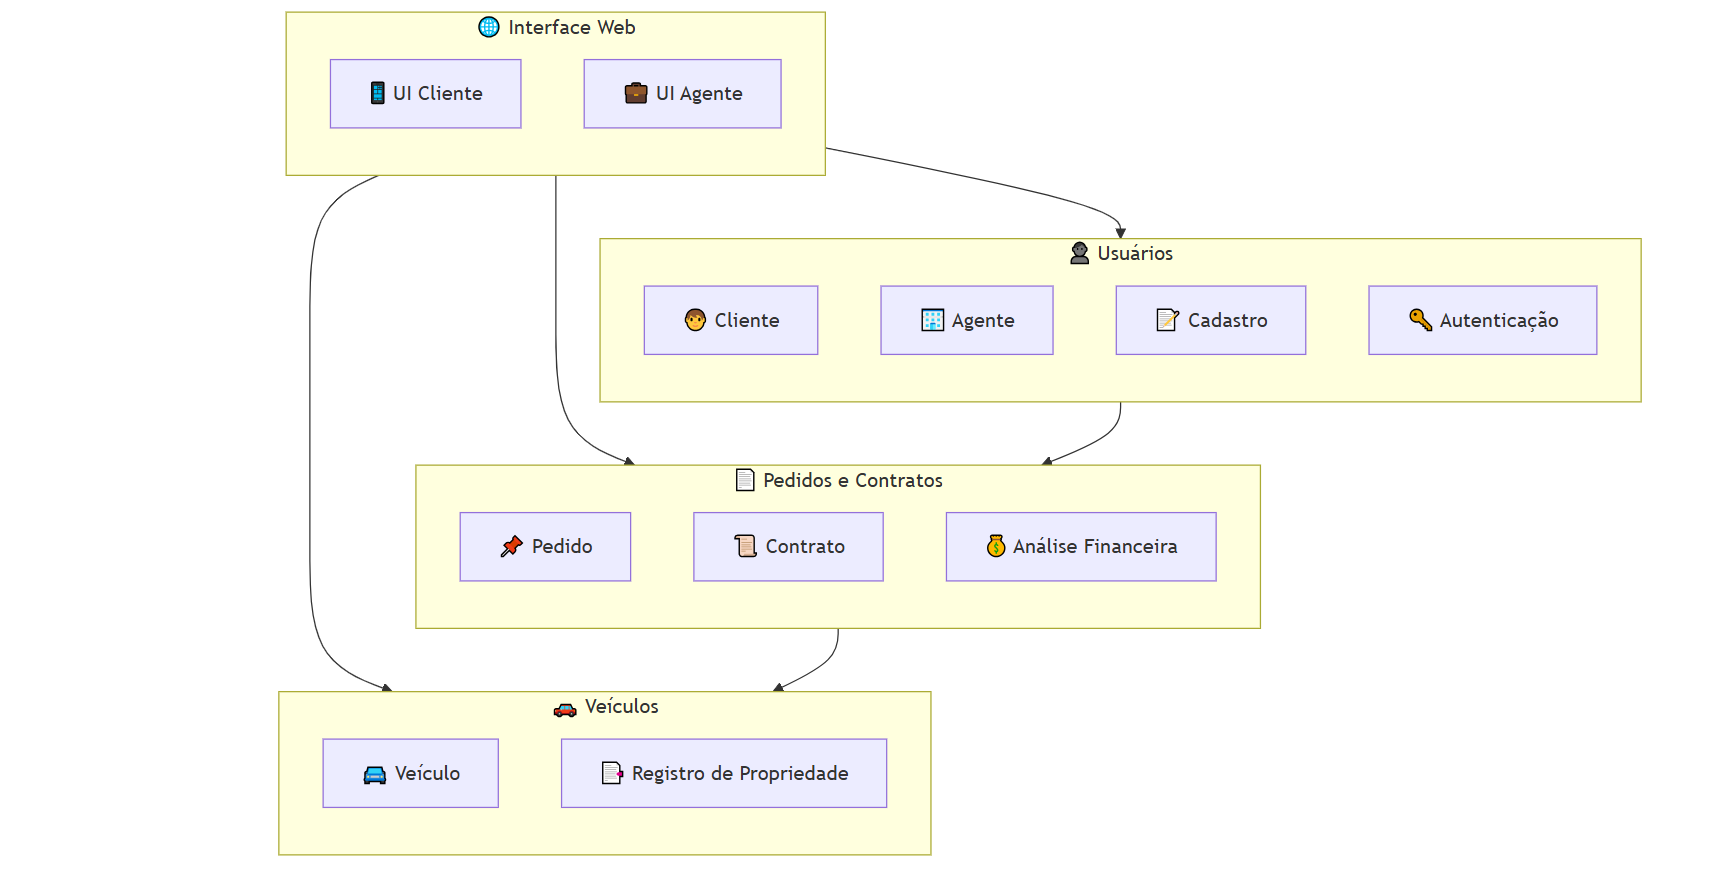 Interface Web
UI Cliente
UI Agente
Usuários
Cliente
Agente
Cadastro
Autenticação
Pedidos e Contratos
Pedido
Contrato
Análise Financeira
Veículos
Veículo
Registro de Propriedade